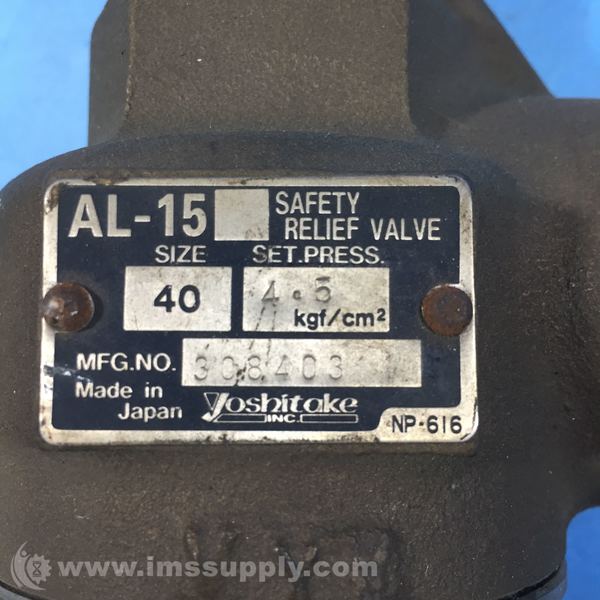 AL-15 SAFETY
RELIEF VALVE
SIZE SET.PRESS.
40 4.5
kgf/cm²
MFG.NO. 308403
Made in
Japan Yoshitake
INC.
NP-616
www.imssupply.com